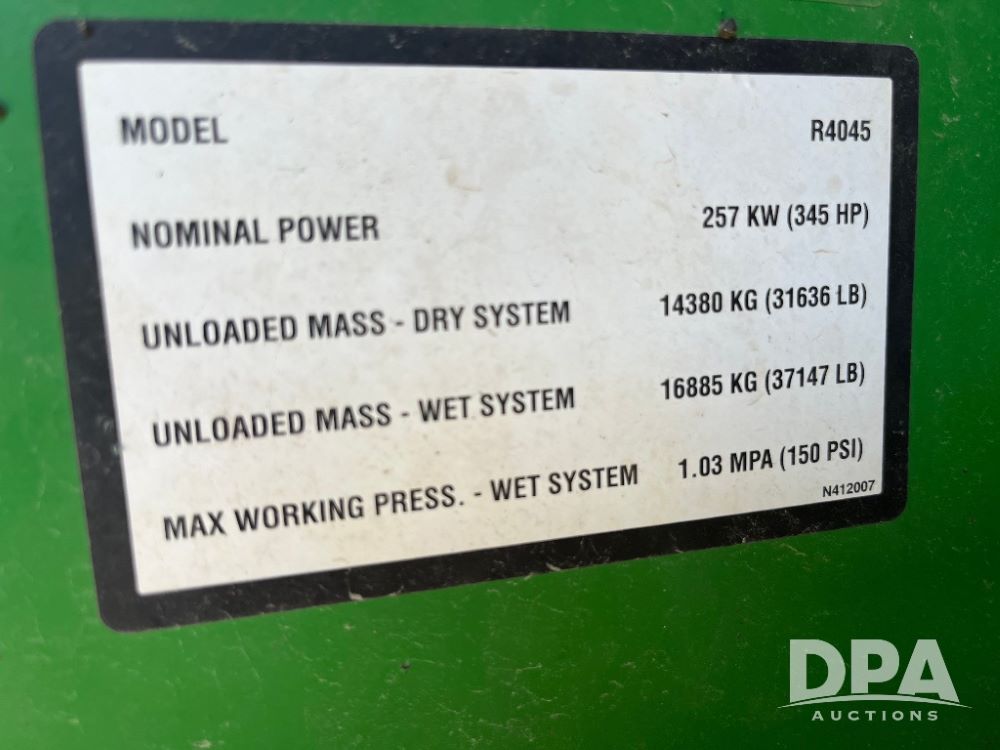 MODEL R4045
NOMINAL POWER 257 KW (345 HP)
UNLOADED MASS - DRY SYSTEM 14380 KG (31636 LB)
UNLOADED MASS - WET SYSTEM 16885 KG (37147 LB)
MAX WORKING PRESS. - WET SYSTEM 1.03 MPA (150 PSI)
N412007
DPA
AUCTIONS